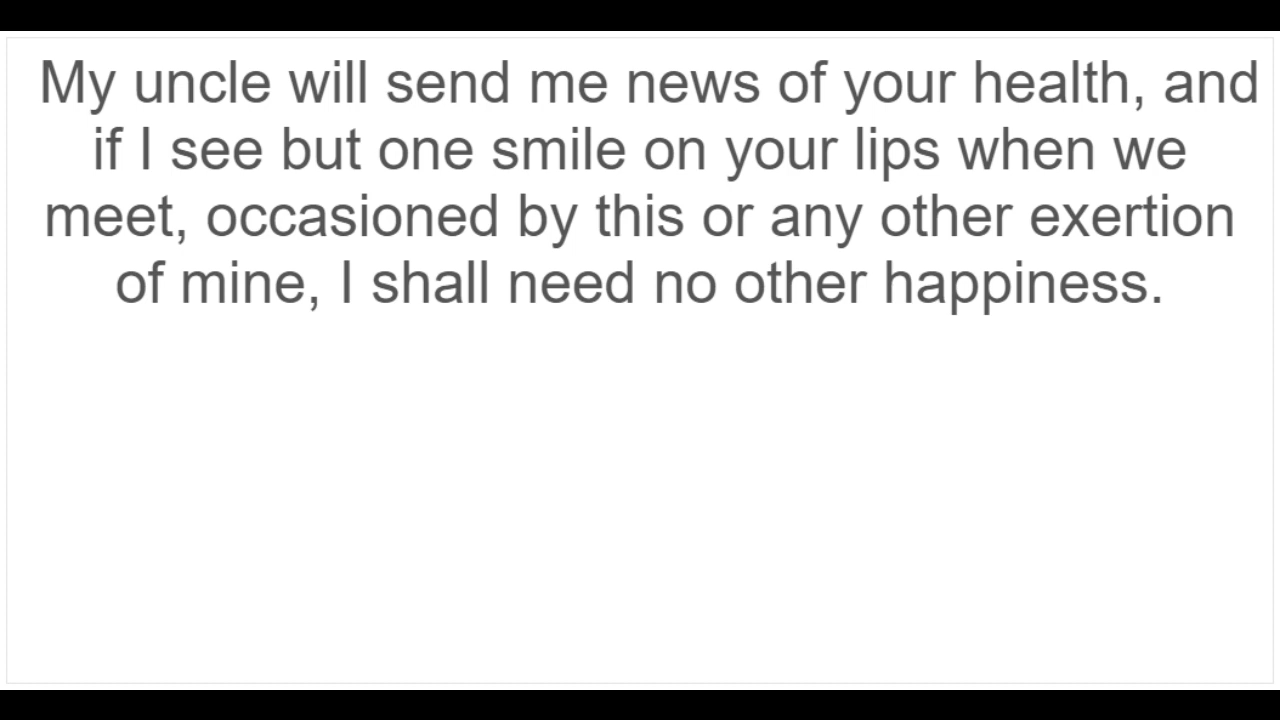 My uncle will send me news of your health, and
if I see but one smile on your lips when we
meet, occasioned by this or any other exertion
of mine, I shall need no other happiness.